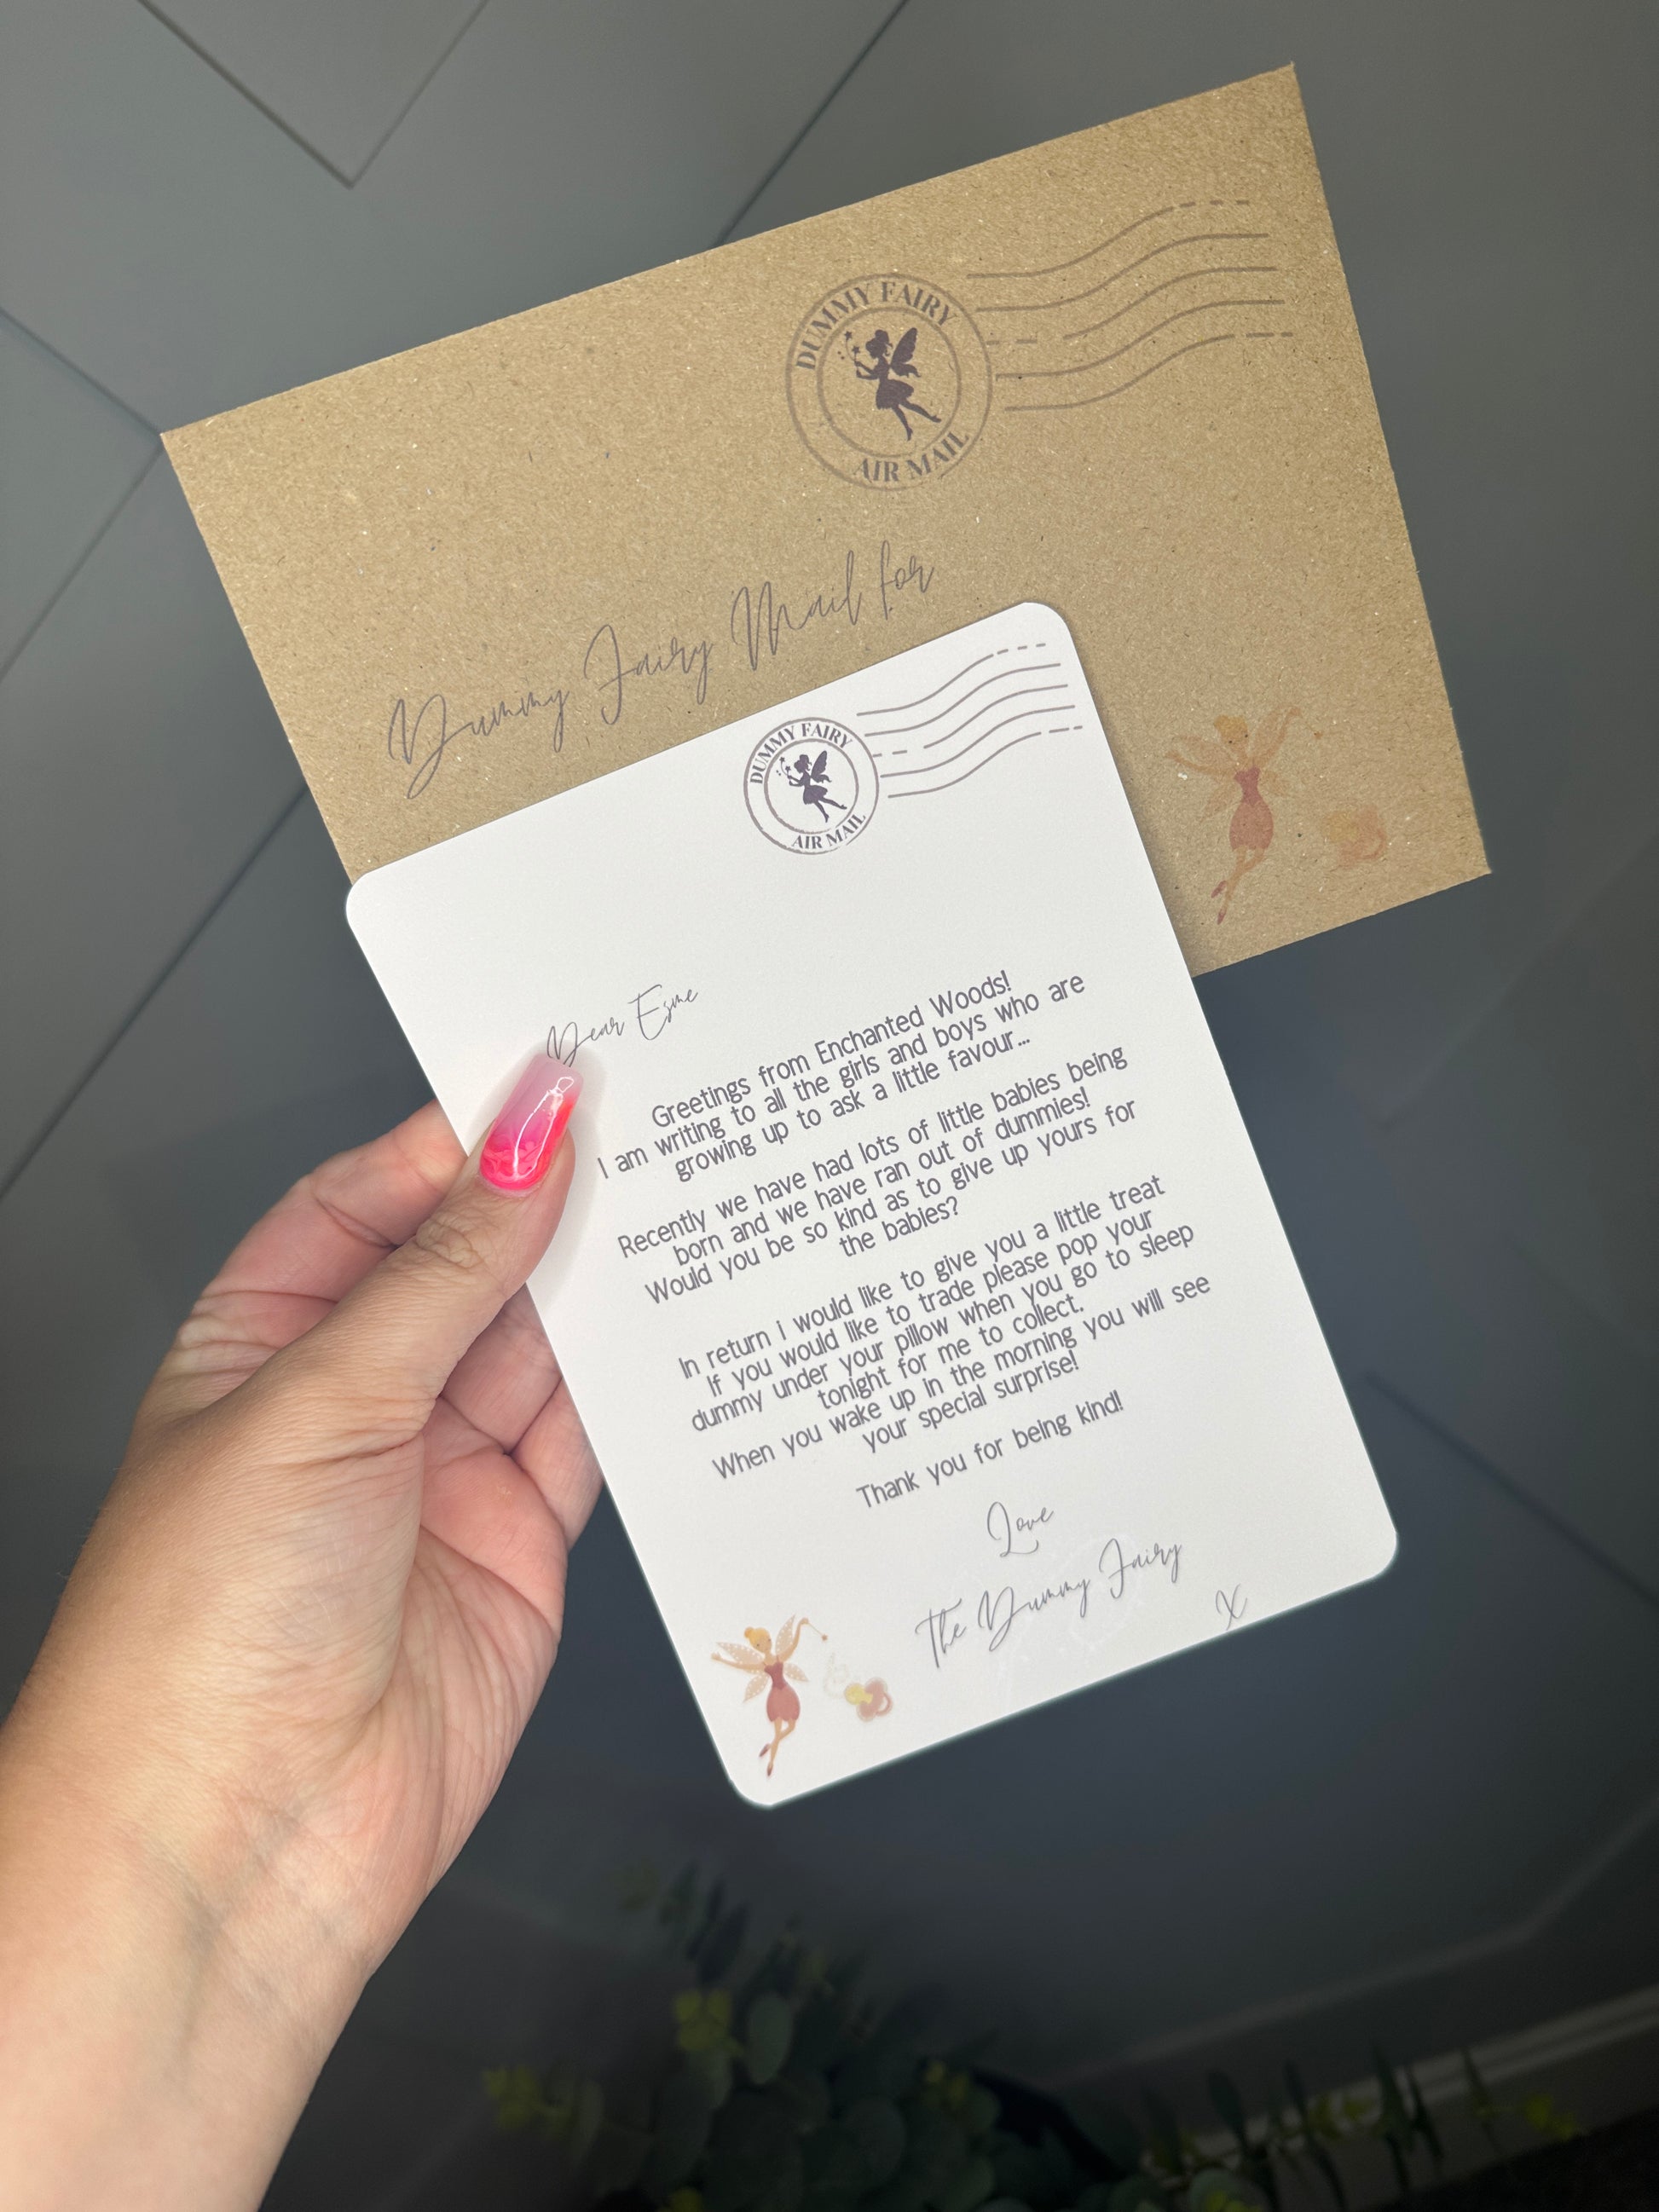 DUMMY FAIRY
AIR MAIL
Dummy Fairy Mail for
DUMMY FAIRY
AIR MAIL
Dear Esme
Greetings from Enchanted Woods!
I am writing to all the girls and boys who are
growing up to ask a little favour...
Recently we have had lots of little babies being
born and we have ran out of dummies!
Would you be so kind as to give up yours for
the babies?
In return i would like to give you a little treat
If you would like to trade please pop your
dummy under your pillow when you go to sleep
tonight for me to collect.
When you wake up in the morning you will see
your special surprise!
Thank you for being kind!
Love
The Dummy Fairy
X